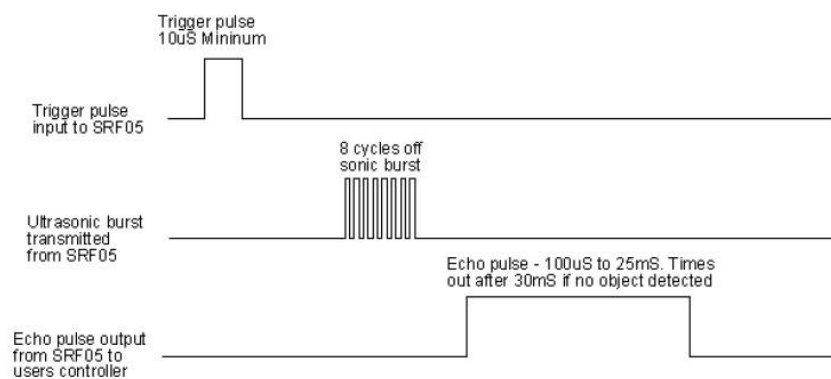 Trigger pulse
10uS Mininum
Trigger pulse
input to SRF05
8 cycles off
sonic burst
Ultrasonic burst
transmitted
from SRF05
Echo pulse - 100uS to 25mS. Times
out after 30mS if no object detected
Echo pulse output
from SRF05 to
users controller